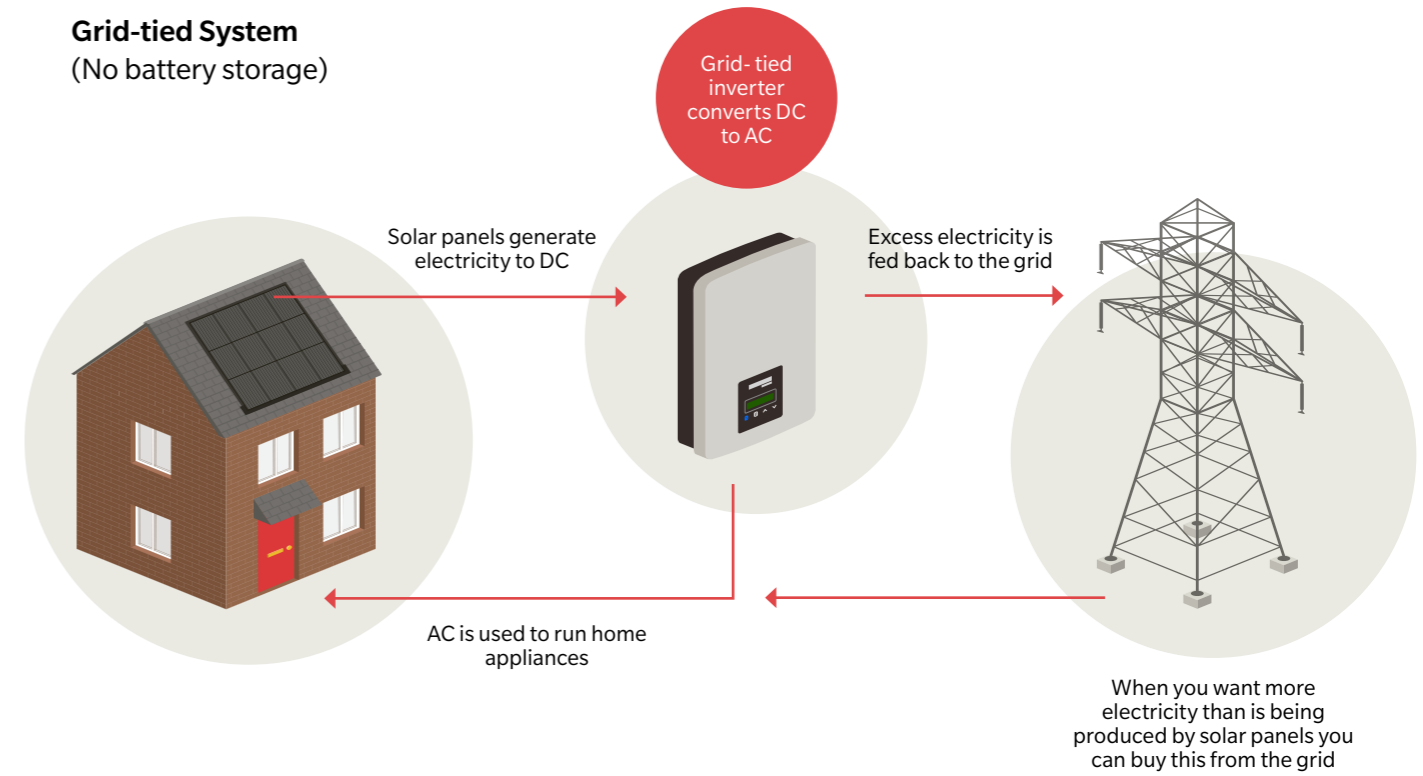 Grid-tied System
(No battery storage)
Grid- tied
inverter
converts DC
to AC
Solar panels generate
electricity to DC
Excess electricity is
fed back to the grid
AC is used to run home
appliances
When you want more
electricity than is being
produced by solar panels you
can buy this from the grid